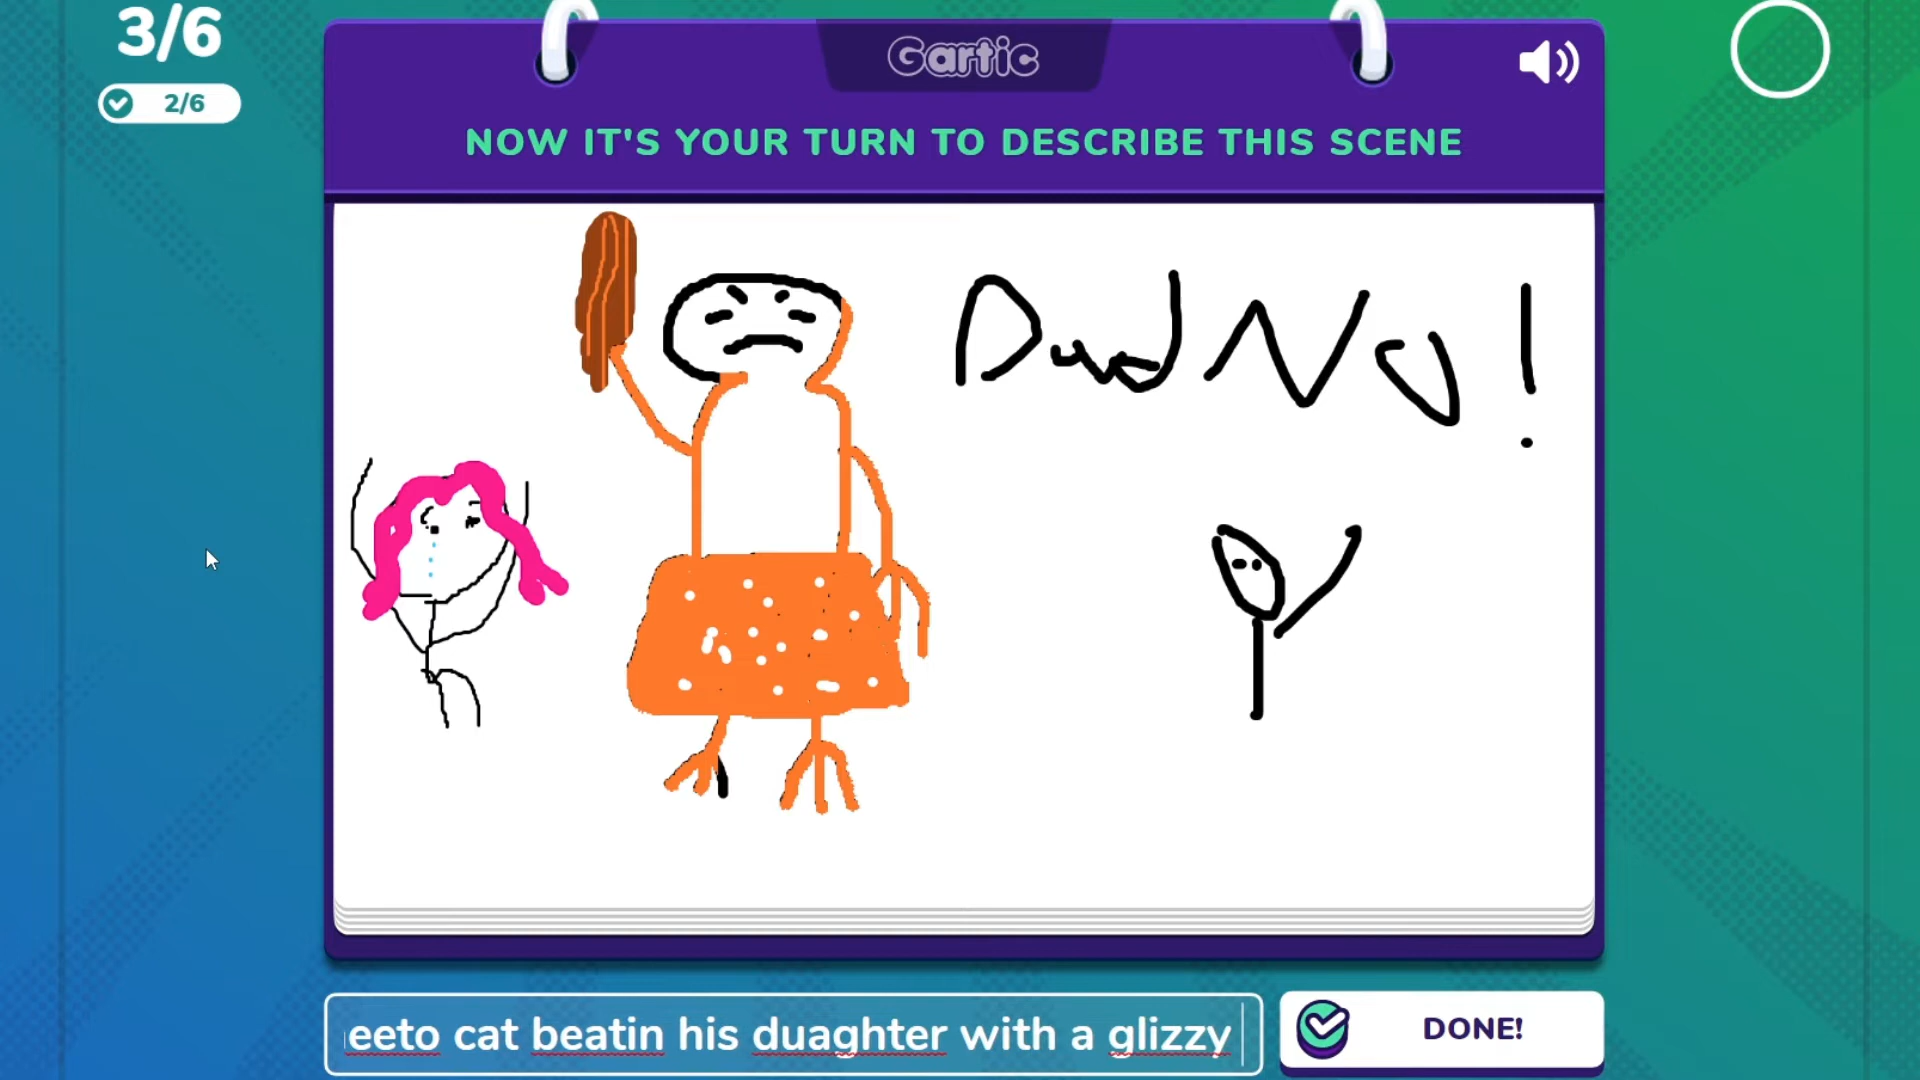 3/6
2/6
Gartic
NOW IT'S YOUR TURN TO DESCRIBE THIS SCENE
Dad No!
eeto cat beatin his duaghter with a glizzy
DONE!